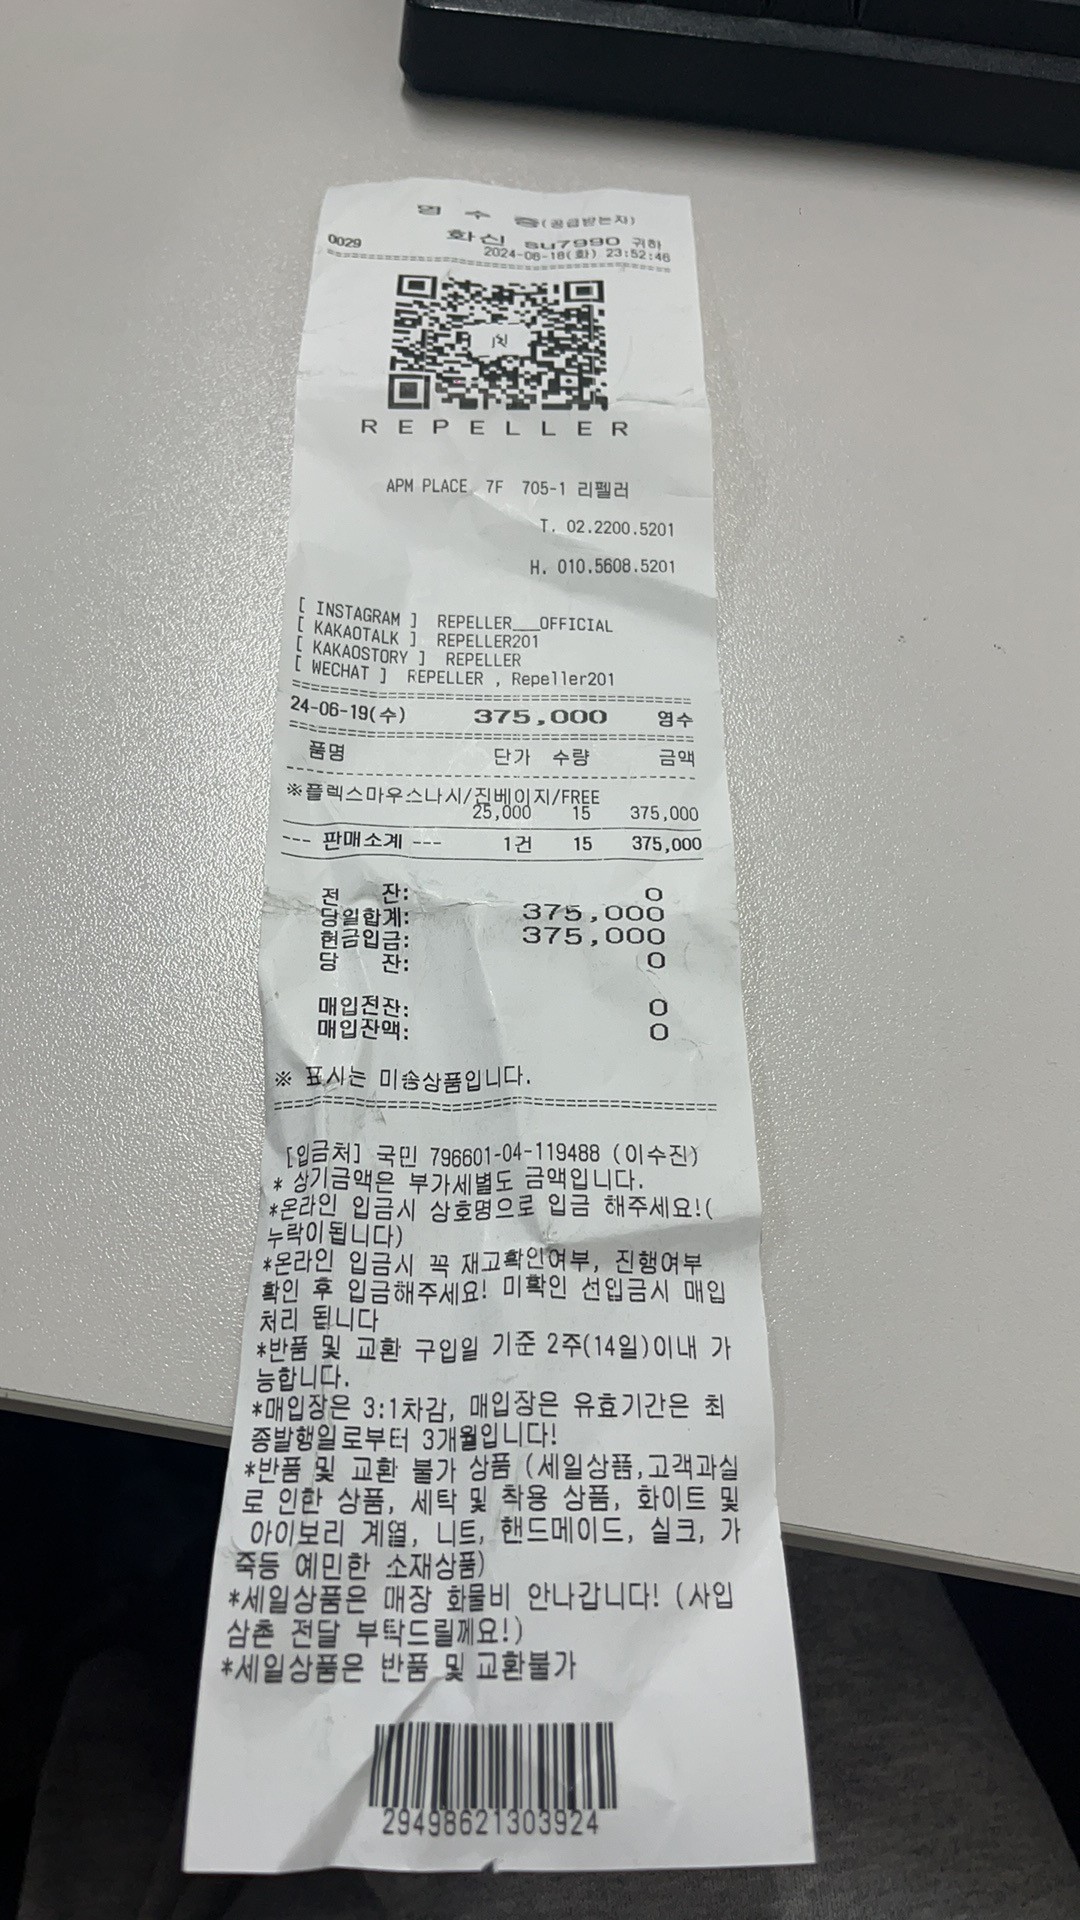 영 수 증(공급받는자)
0029 화신 su7990 귀하
2024-06-18(화) 23:52:46
REPELLER
APM PLACE 7F 705-1 리펠러
T. 02.2200.5201
H. 010.5608.5201
[ INSTAGRAM ] REPELLER___OFFICIAL
[ KAKAOTALK ] REPELLER201
[ KAKAOSTORY ] REPELLER
[ WECHAT ] REPELLER , Repeller201
24-06-19(수) 375,000 영수
품명 단가 수량 금액
※플렉스마우스나시/진베이지/FREE
25,000 15 375,000
--- 판매소계 --- 1건 15 375,000
전 잔: 0
당일합계: 375,000
현금입금: 375,000
당 잔: 0
매입전잔: 0
매입잔액: 0
※ 표시는 미송상품입니다.
[입금처] 국민 796601-04-119488 (이수진)
* 상기금액은 부가세별도 금액입니다.
*온라인 입금시 상호명으로 입금 해주세요!(
누락이됩니다)
*온라인 입금시 꼭 재고확인여부, 진행여부
확인 후 입금해주세요! 미확인 선입금시 매입
처리 됩니다
*반품 및 교환 구입일 기준 2주(14일)이내 가
능합니다.
*매입장은 3:1차감, 매입장은 유효기간은 최
종발행일로부터 3개월입니다!
*반품 및 교환 불가 상품 (세일상품,고객과실
로 인한 상품, 세탁 및 착용 상품, 화이트 및
아이보리 계열, 니트, 핸드메이드, 실크, 가
죽등 예민한 소재상품)
*세일상품은 매장 화물비 안나갑니다! (사입
삼촌 전달 부탁드릴께요!)
*세일상품은 반품 및 교환불가
29498621303924